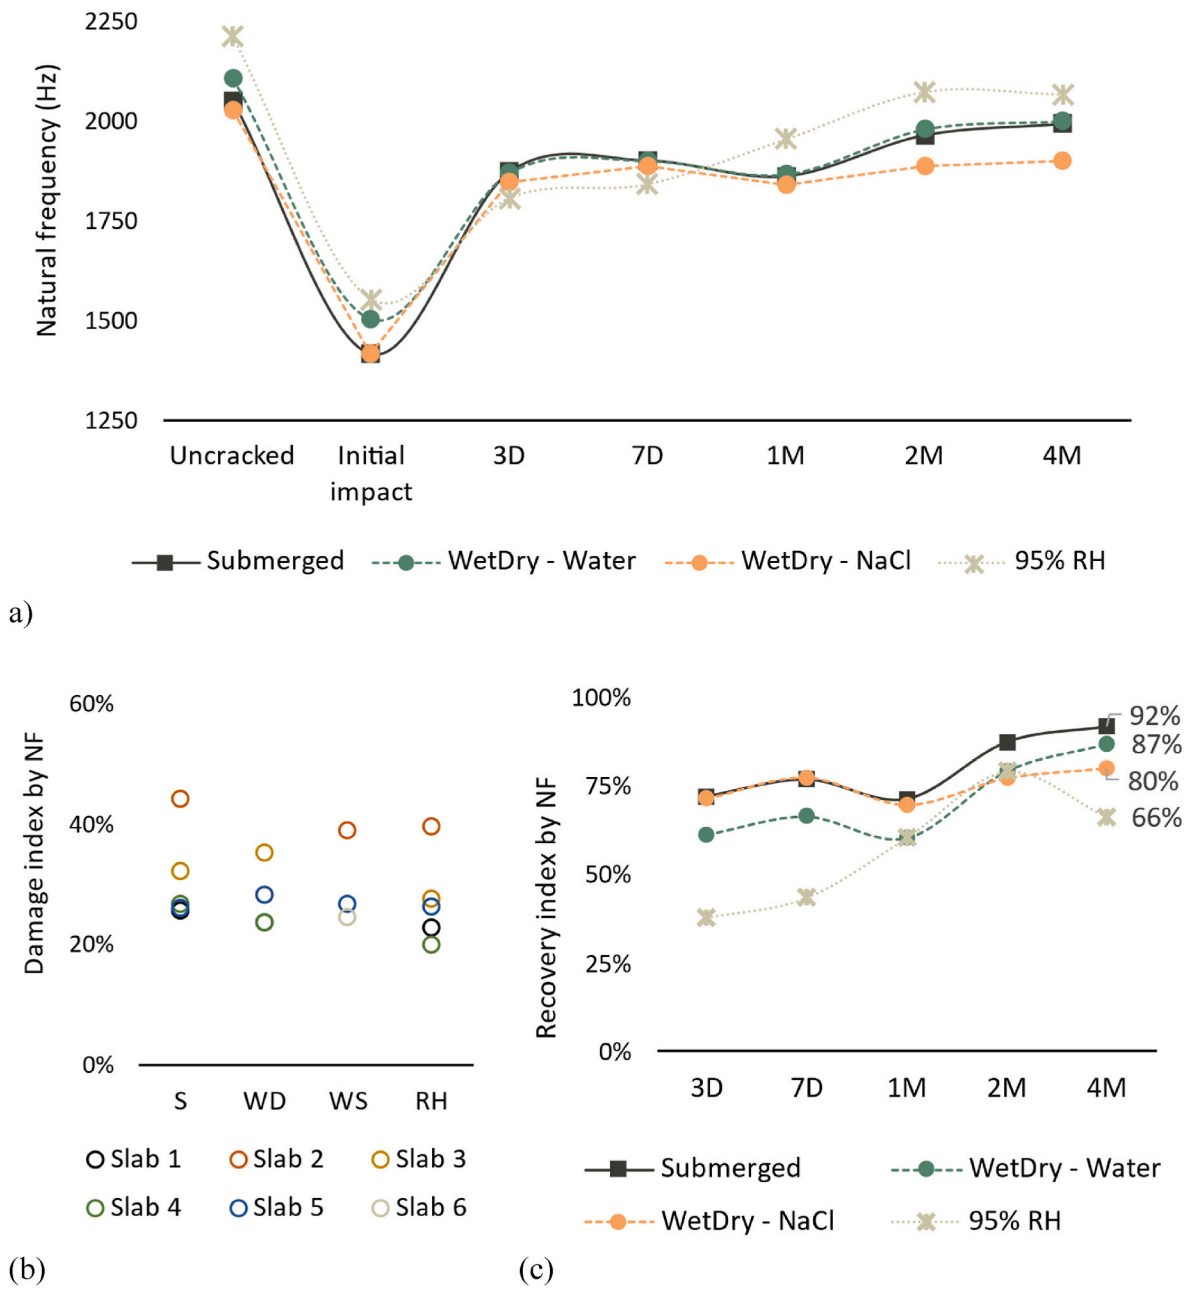 2250
2000
1750
1500
1250
Natural frequency (Hz)
Uncracked Initial impact 3D 7D 1M 2M 4M
Submerged WetDry - Water WetDry - NaCl 95% RH
a)
60%
40%
20%
0%
Damage index by NF
S WD WS RH
Slab 1 Slab 2 Slab 3
Slab 4 Slab 5 Slab 6
(b)
100%
75%
50%
25%
0%
Recovery index by NF
92%
87%
80%
66%
3D 7D 1M 2M 4M
Submerged WetDry - Water
WetDry - NaCl 95% RH
(c)